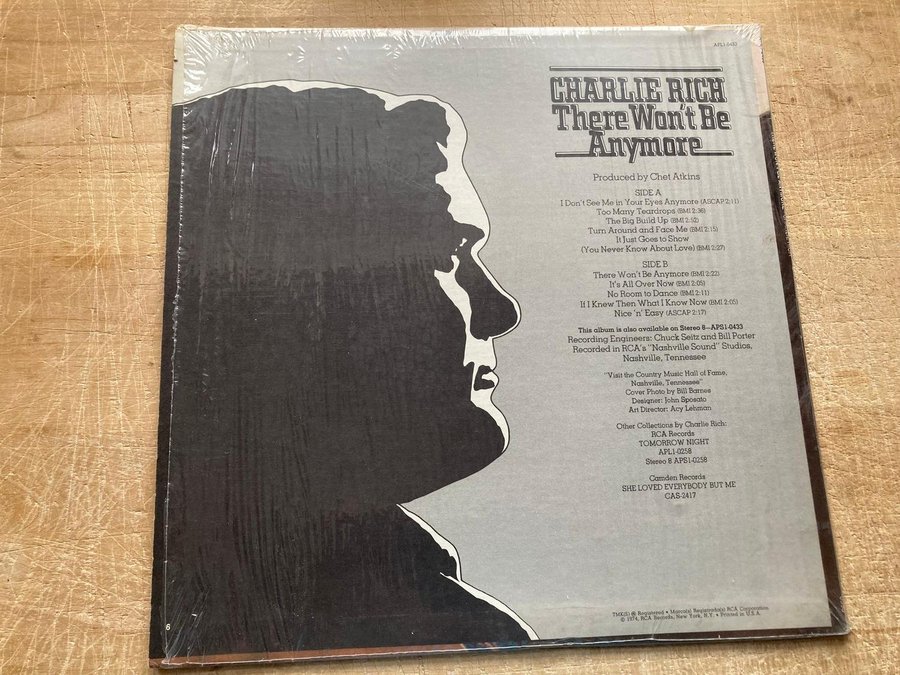 APL1-0433
CHARLIE RICH
There Won't Be
Anymore
Produced by Chet Atkins
SIDE A
I Don't See Me in Your Eyes Anymore (ASCAP 2:11)
Too Many Teardrops (BMI 2:36)
The Big Build Up (BMI 2:52)
Turn Around and Face Me (BMI 2:15)
It Just Goes to Show
(You Never Know About Love) (BMI 2:27)
SIDE B
There Won't Be Anymore (BMI 2:22)
It's All Over Now (BMI 2:05)
No Room to Dance (BMI 2:11)
If I Knew Then What I Know Now (BMI 2:05)
Nice 'n' Easy (ASCAP 2:17)
This album is also available on Stereo 8—APS1-0433
Recording Engineers: Chuck Seitz and Bill Porter
Recorded in RCA's "Nashville Sound" Studios,
Nashville, Tennessee
"Visit the Country Music Hall of Fame,
Nashville, Tennessee"
Cover Photo by Bill Barnes
Designer: John Sposato
Art Director: Acy Lehman
Other Collections by Charlie Rich:
RCA Records
TOMORROW NIGHT
APL1-0258
Stereo 8 APS1-0258
Camden Records
SHE LOVED EVERYBODY BUT ME
CAS-2417
TMK(S) ® Registered • Marca(s) Registrada(s) RCA Corporation
© 1974, RCA Records, New York, N.Y. • Printed in U.S.A.
6